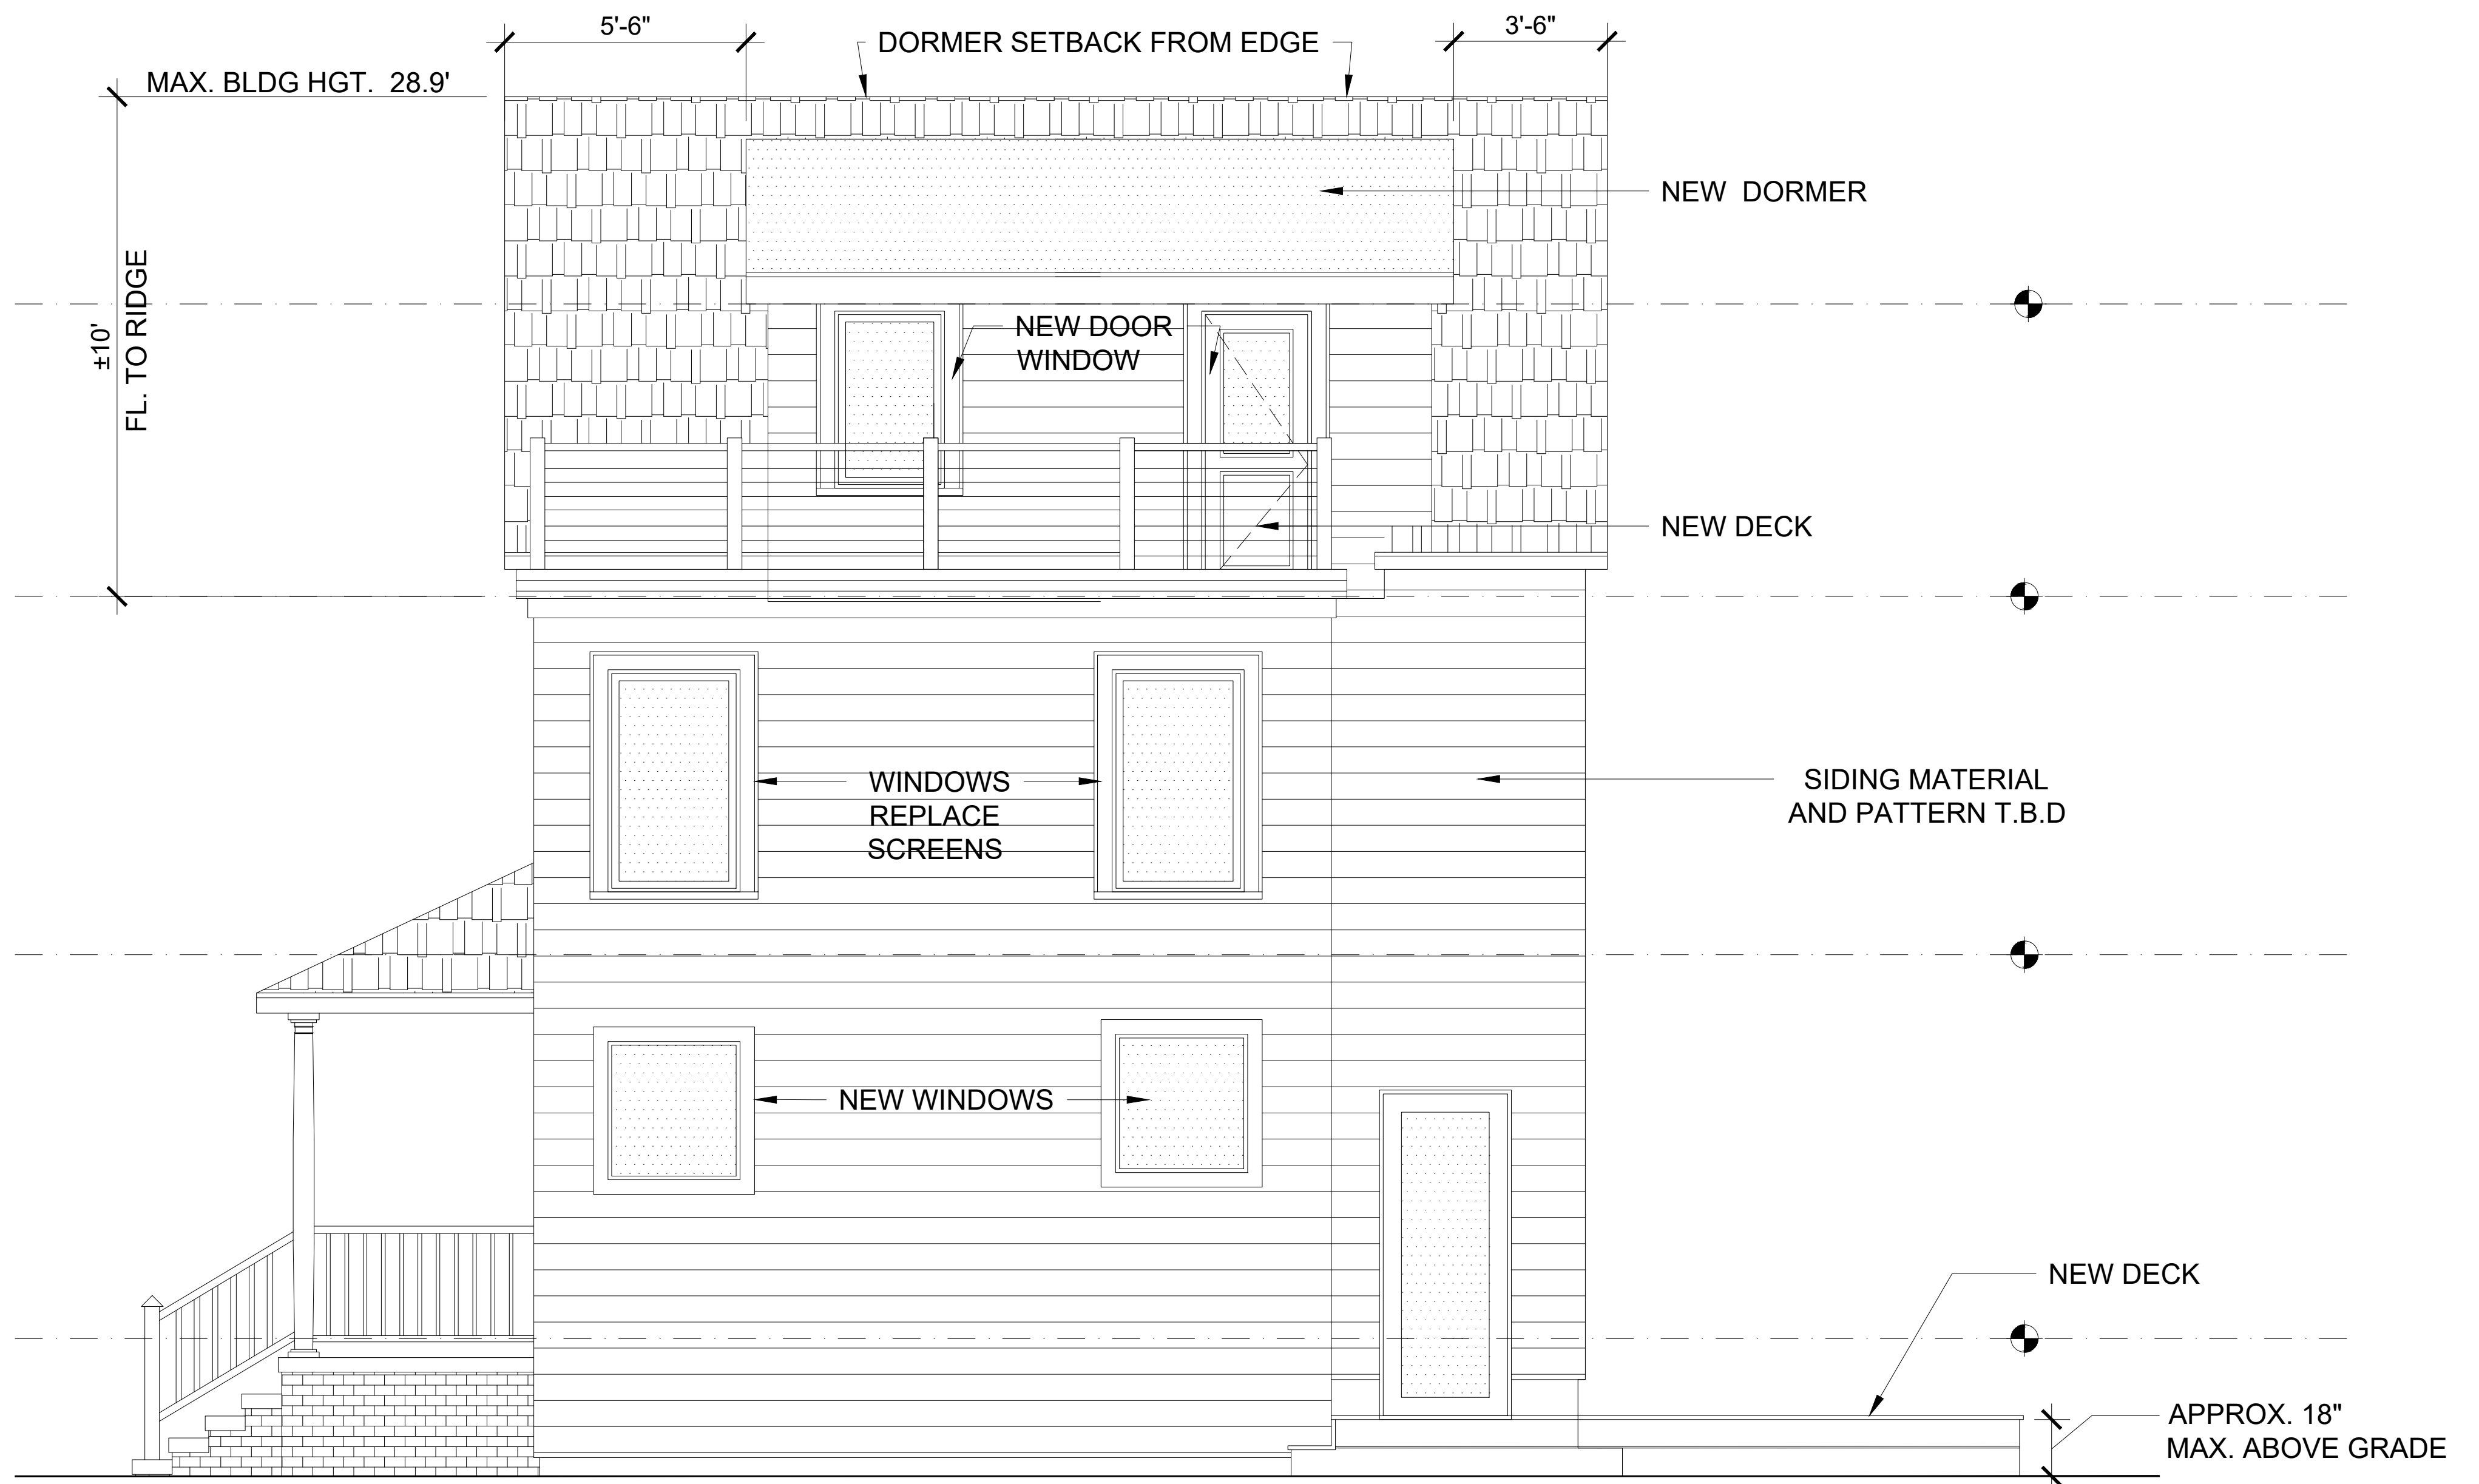 5'-6"
DORMER SETBACK FROM EDGE
3'-6"
MAX. BLDG HGT. 28.9'
NEW DORMER
±10'
FL. TO RIDGE
NEW DOOR
WINDOW
NEW DECK
WINDOWS
REPLACE
SCREENS
SIDING MATERIAL
AND PATTERN T.B.D
NEW WINDOWS
NEW DECK
APPROX. 18"
MAX. ABOVE GRADE